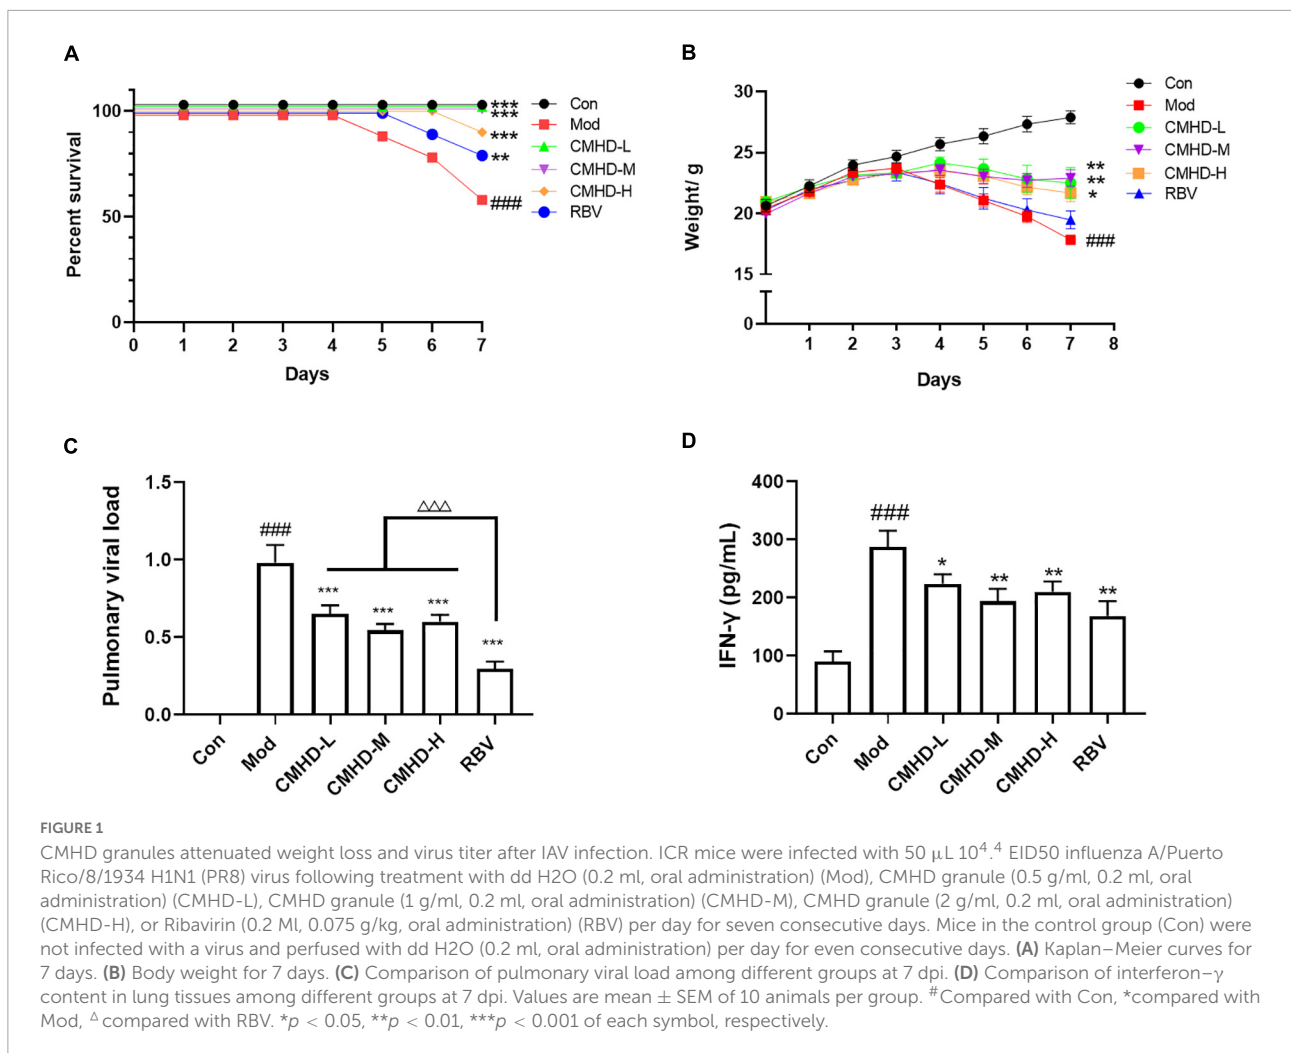 A
Percent survival
100
50
0
0 1 2 3 4 5 6 7
Days
***
***
***
**
###
Con
Mod
CMHD-L
CMHD-M
CMHD-H
RBV
B
Weight/ g
30
25
20
15
0
1 2 3 4 5 6 7 8
Days
**
**
*
###
Con
Mod
CMHD-L
CMHD-M
CMHD-H
RBV
C
Pulmonary viral load
1.5
1.0
0.5
0.0
###
***
***
***
***
△△△
Con
Mod
CMHD-L
CMHD-M
CMHD-H
RBV
D
IFN-γ (pg/mL)
400
300
200
100
0
###
*
**
**
**
Con
Mod
CMHD-L
CMHD-M
CMHD-H
RBV
FIGURE 1
CMHD granules attenuated weight loss and virus titer after IAV infection. ICR mice were infected with 50 μL 10⁴.⁴ EID50 influenza A/Puerto
Rico/8/1934 H1N1 (PR8) virus following treatment with dd H2O (0.2 ml, oral administration) (Mod), CMHD granule (0.5 g/ml, 0.2 ml, oral
administration) (CMHD-L), CMHD granule (1 g/ml, 0.2 ml, oral administration) (CMHD-M), CMHD granule (2 g/ml, 0.2 ml, oral administration)
(CMHD-H), or Ribavirin (0.2 Ml, 0.075 g/kg, oral administration) (RBV) per day for seven consecutive days. Mice in the control group (Con) were
not infected with a virus and perfused with dd H2O (0.2 ml, oral administration) per day for even consecutive days. (A) Kaplan–Meier curves for
7 days. (B) Body weight for 7 days. (C) Comparison of pulmonary viral load among different groups at 7 dpi. (D) Comparison of interferon–γ
content in lung tissues among different groups at 7 dpi. Values are mean ± SEM of 10 animals per group. #Compared with Con, *compared with
Mod, △compared with RBV. *p < 0.05, **p < 0.01, ***p < 0.001 of each symbol, respectively.